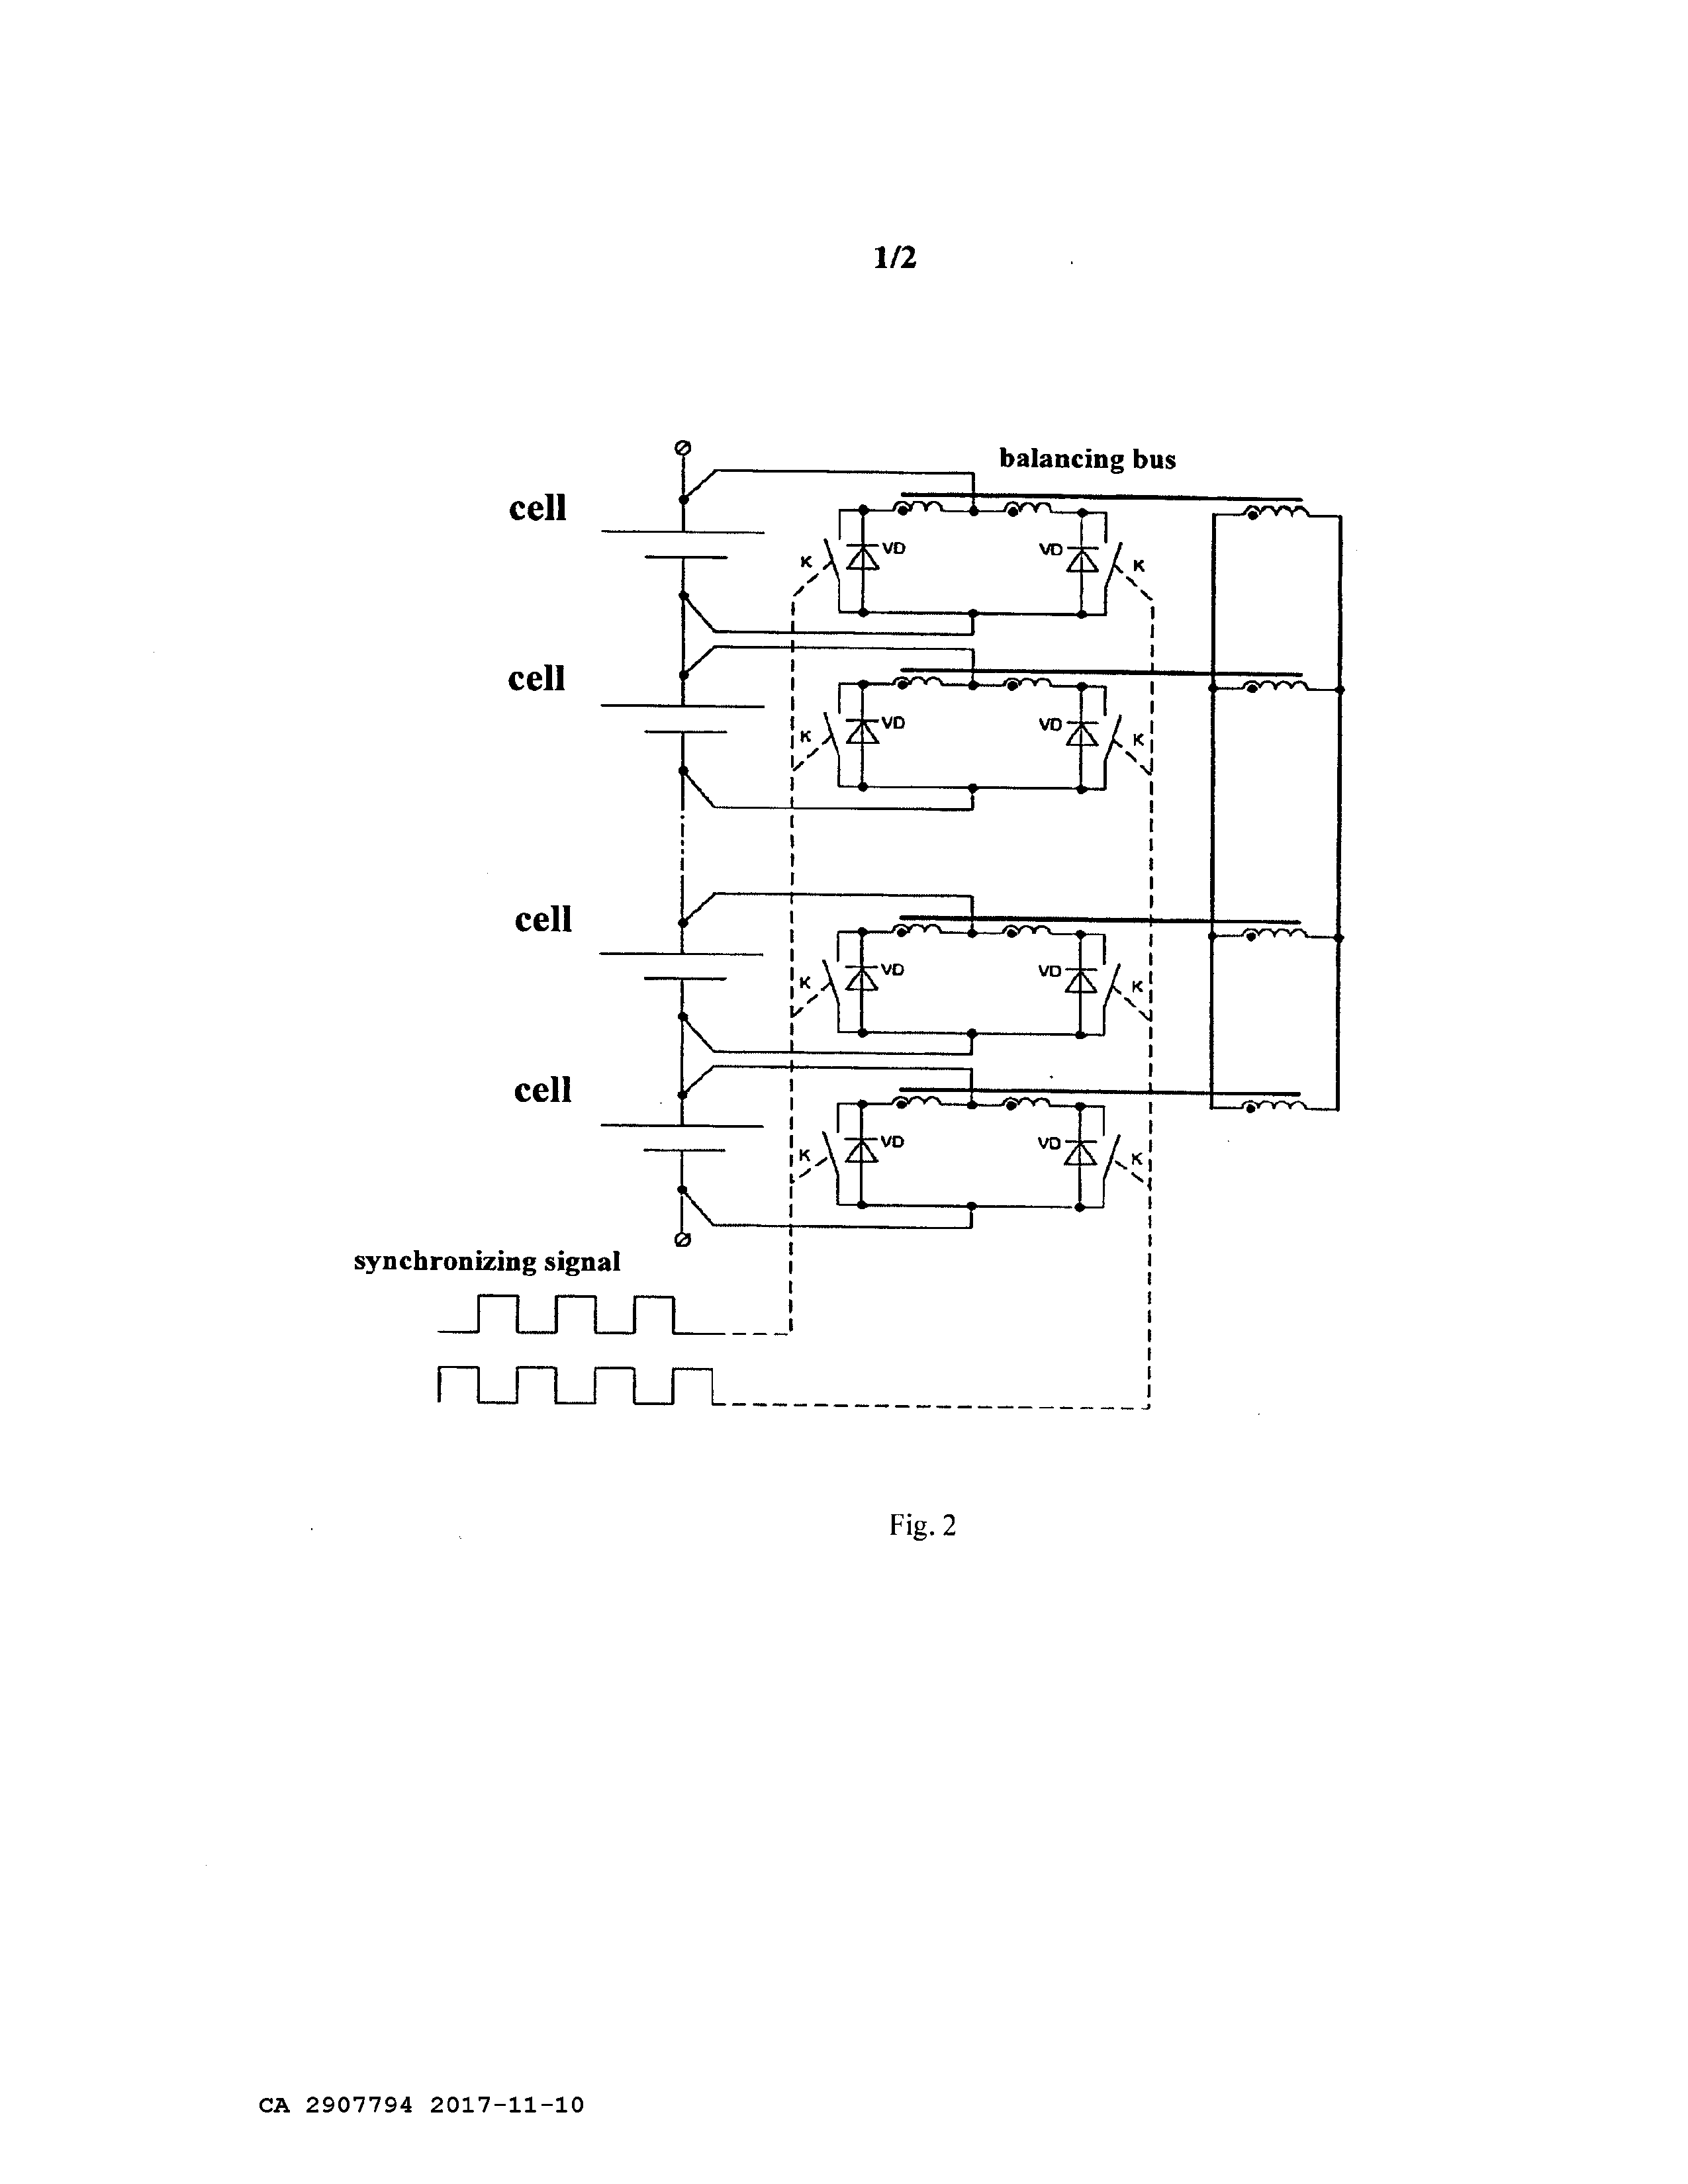 1/2
balancing bus
cell
K VD VD K
cell
K VD VD K
cell
K VD VD K
cell
K VD VD K
synchronizing signal
Fig. 2
CA 2907794 2017-11-10